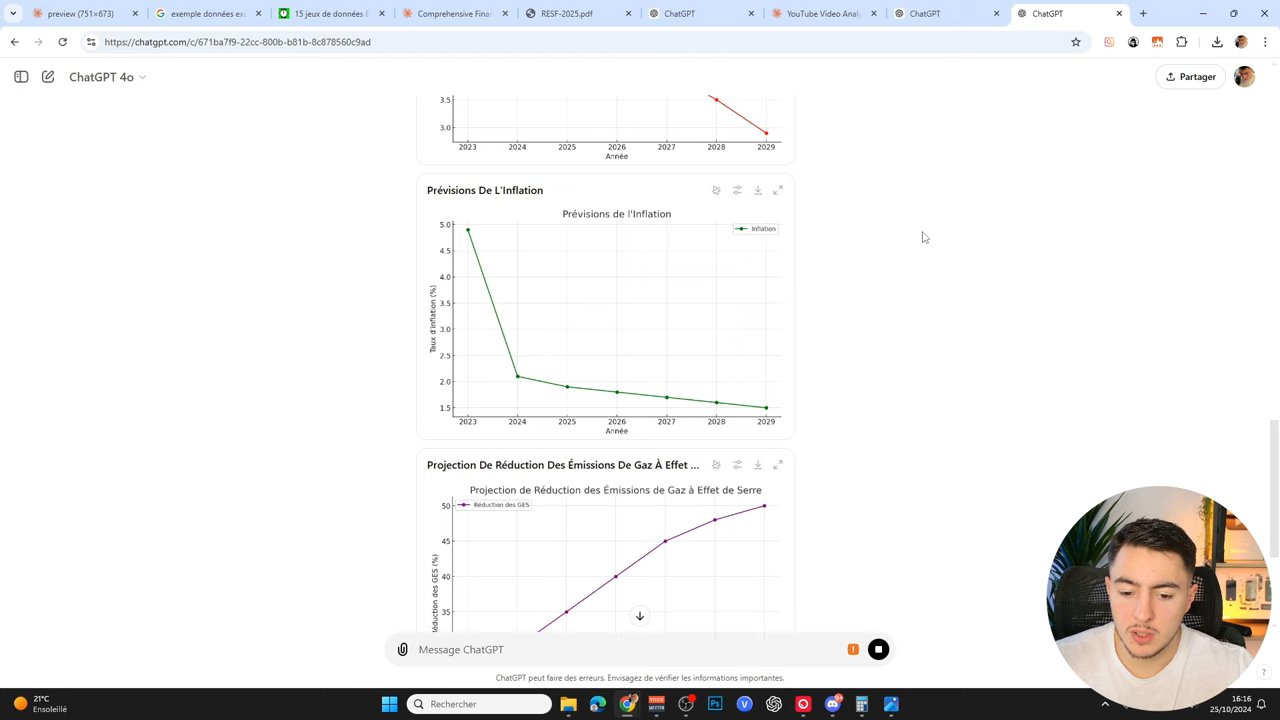 preview (751×673)
exemple données exc
15 jeux de données E
Comprehensive Finan
RESF-2025.pdf
ChatGPT
YouTube Video Analy
ChatGPT
ChatGPT
https://chatgpt.com/c/671ba7f9-22cc-800b-b81b-8c878560c9ad
ChatGPT 4o
Partager
3.5
3.0
2023 2024 2025 2026 2027 2028 2029
Année
Prévisions De L'Inflation
Prévisions de l'Inflation
Inflation
5.0
4.5
4.0
3.5
3.0
2.5
2.0
1.5
Taux d'Inflation (%)
2023 2024 2025 2026 2027 2028 2029
Année
Projection De Réduction Des Émissions De Gaz À Effet ...
Projection de Réduction des Émissions de Gaz à Effet de Serre
Réduction des GES
50
45
40
35
Réduction des GES (%)
Message ChatGPT
ChatGPT peut faire des erreurs. Envisagez de vérifier les informations importantes.
21°C
Ensoleillé
Rechercher
16:16
25/10/2024